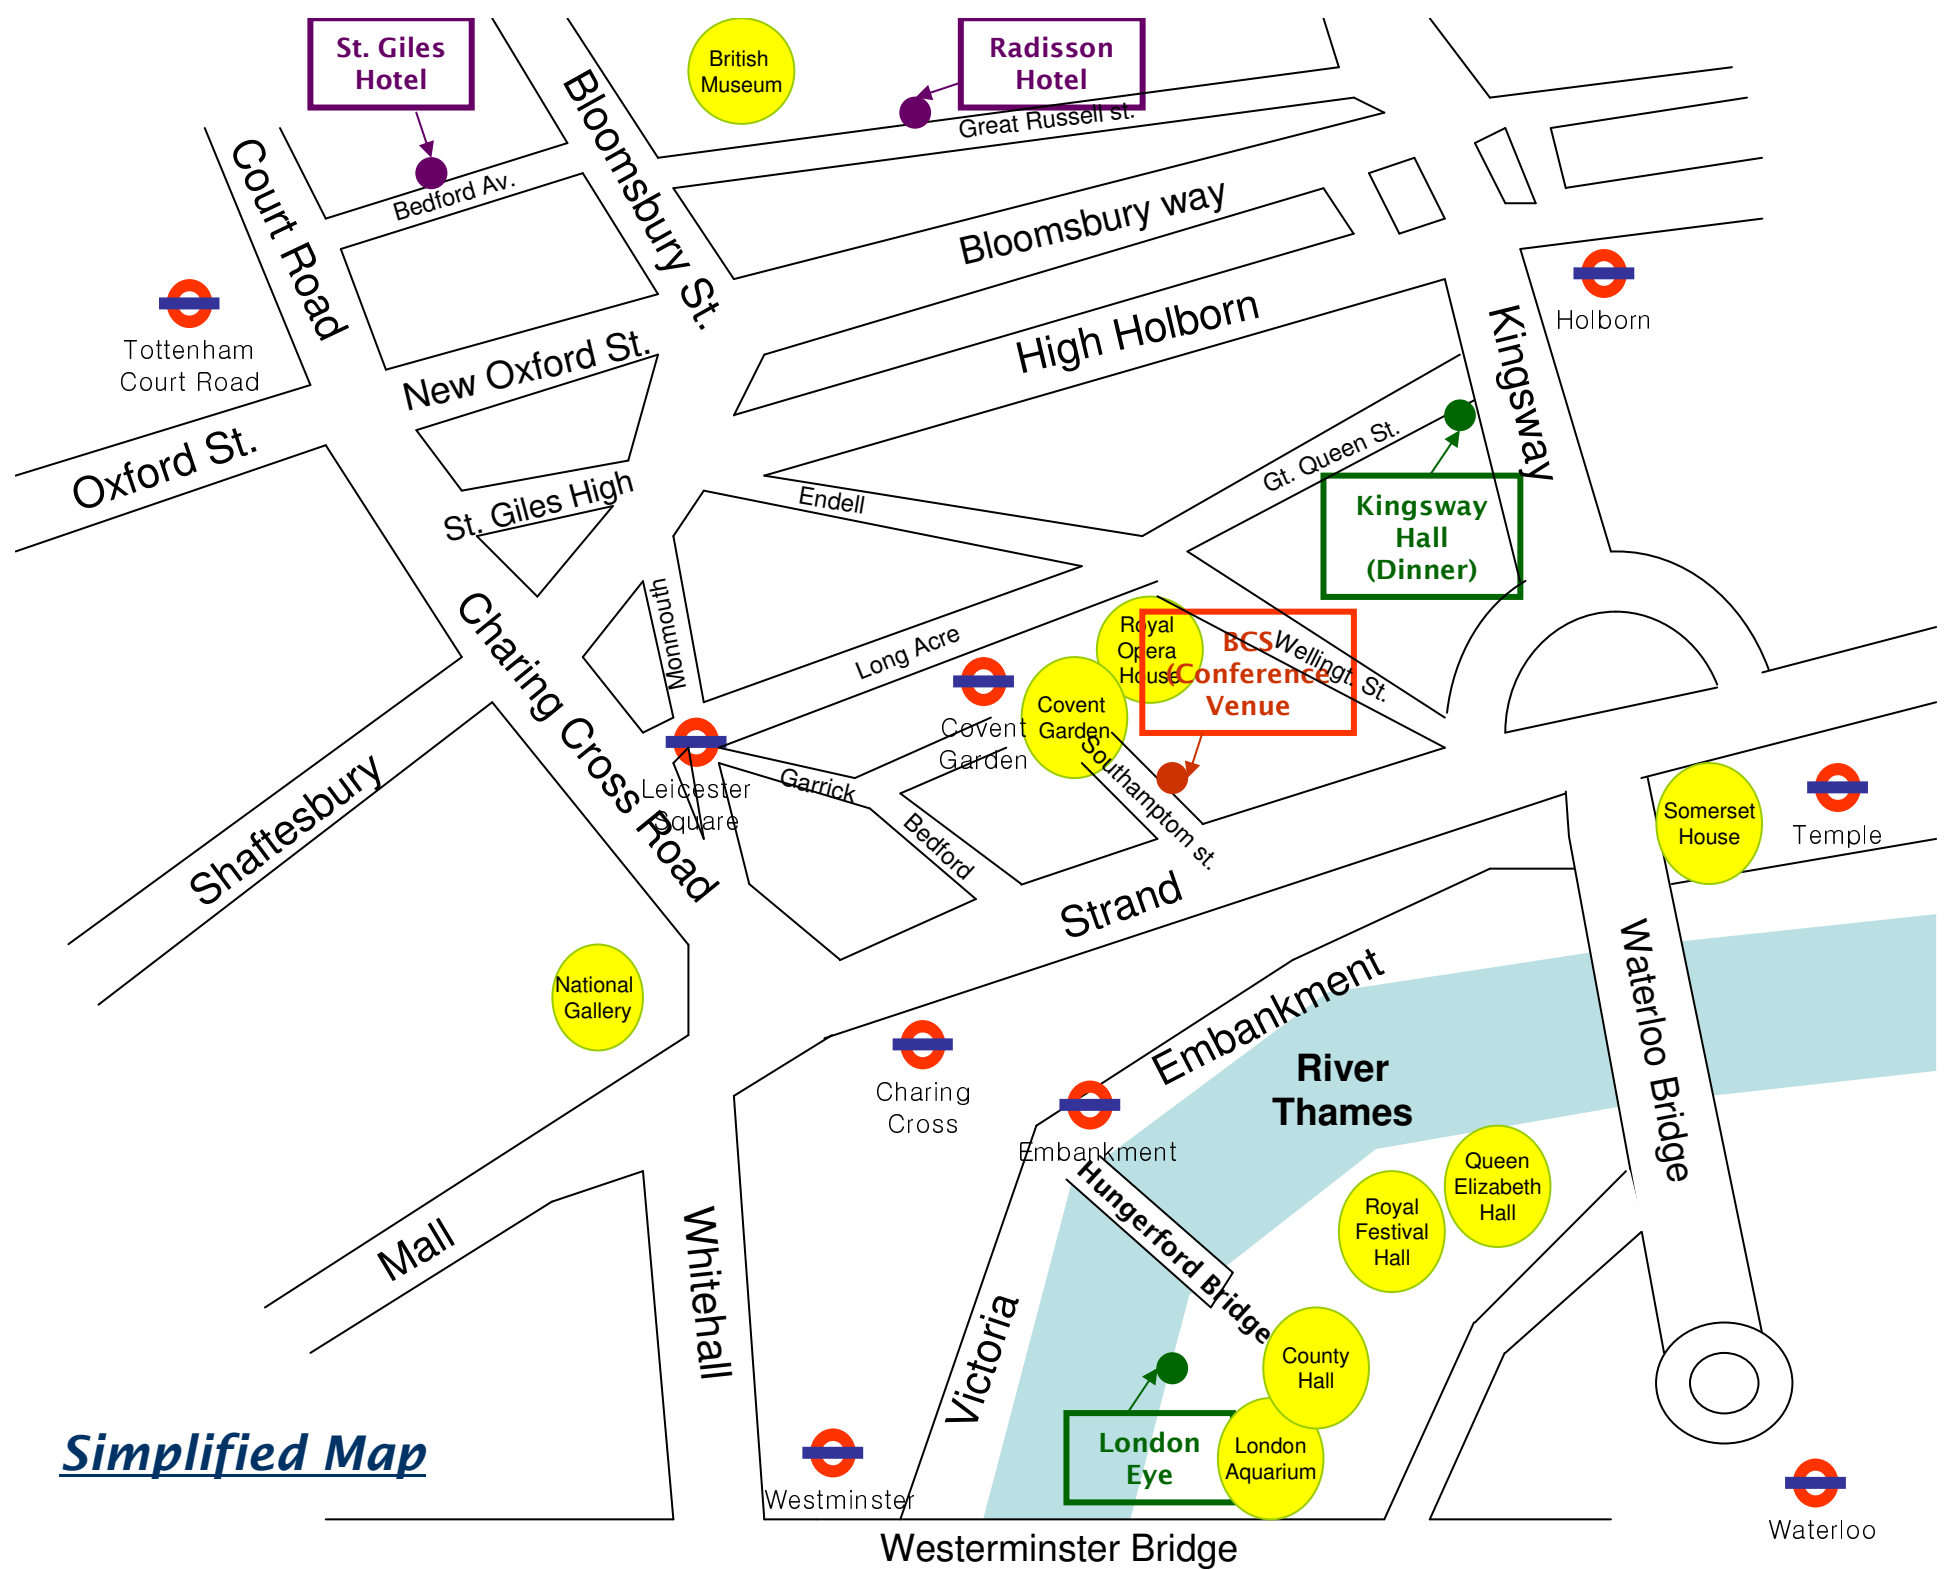 St. Giles
Hotel
British
Museum
Radisson
Hotel
Great Russell st.
Court Road
Bedford Av.
Bloomsbury St.
Bloomsbury way
Tottenham
Court Road
New Oxford St.
High Holborn
Kingsway
Holborn
Oxford St.
St. Giles High
Endell
Gt. Queen St.
Kingsway
Hall
(Dinner)
Charing Cross Road
Monmouth
Long Acre
Royal
Opera
House
BCS
(Conference
Venue
Wellingt. St.
Covent
Garden
Covent
Garden
Southamptom st.
Leicester
Square
Garrick
Bedford
Shaftesbury
Strand
Somerset
House
Temple
National
Gallery
Embankment
Waterloo Bridge
River
Thames
Charing
Cross
Embankment
Hungerford Bridge
Queen
Elizabeth
Hall
Royal
Festival
Hall
Mall
Whitehall
Victoria
County
Hall
London
Eye
London
Aquarium
Simplified Map
Westminster
Waterloo
Westerminster Bridge